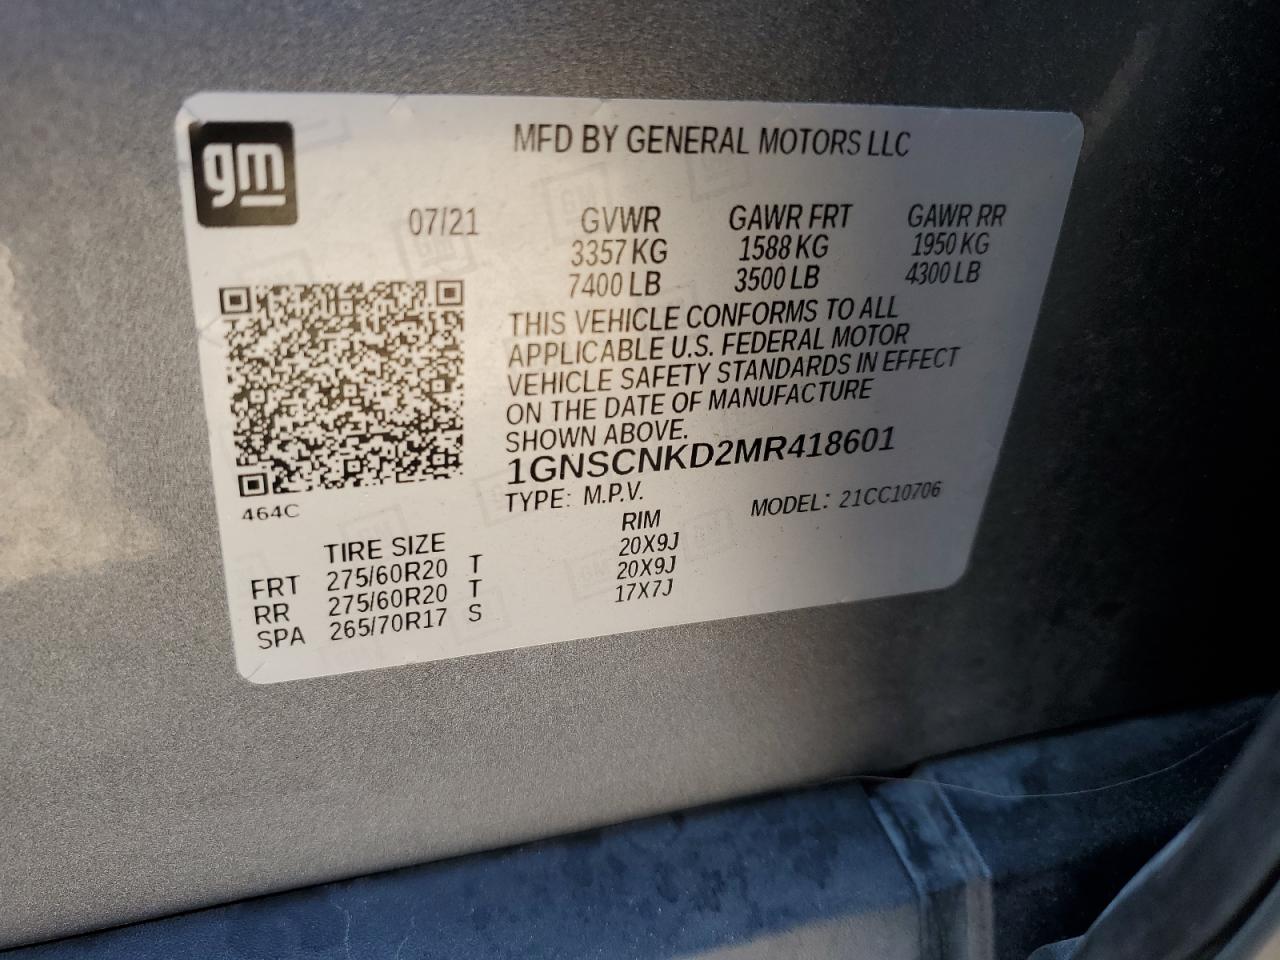 gm
MFD BY GENERAL MOTORS LLC
07/21 GVWR GAWR FRT GAWR RR
3357 KG 1588 KG 1950 KG
7400 LB 3500 LB 4300 LB
THIS VEHICLE CONFORMS TO ALL
APPLICABLE U.S. FEDERAL MOTOR
VEHICLE SAFETY STANDARDS IN EFFECT
ON THE DATE OF MANUFACTURE
SHOWN ABOVE.
1GNSCNKD2MR418601
TYPE: M.P.V. MODEL: 21CC10706
464C
TIRE SIZE RIM
FRT 275/60R20 T 20X9J
RR 275/60R20 T 20X9J
SPA 265/70R17 S 17X7J